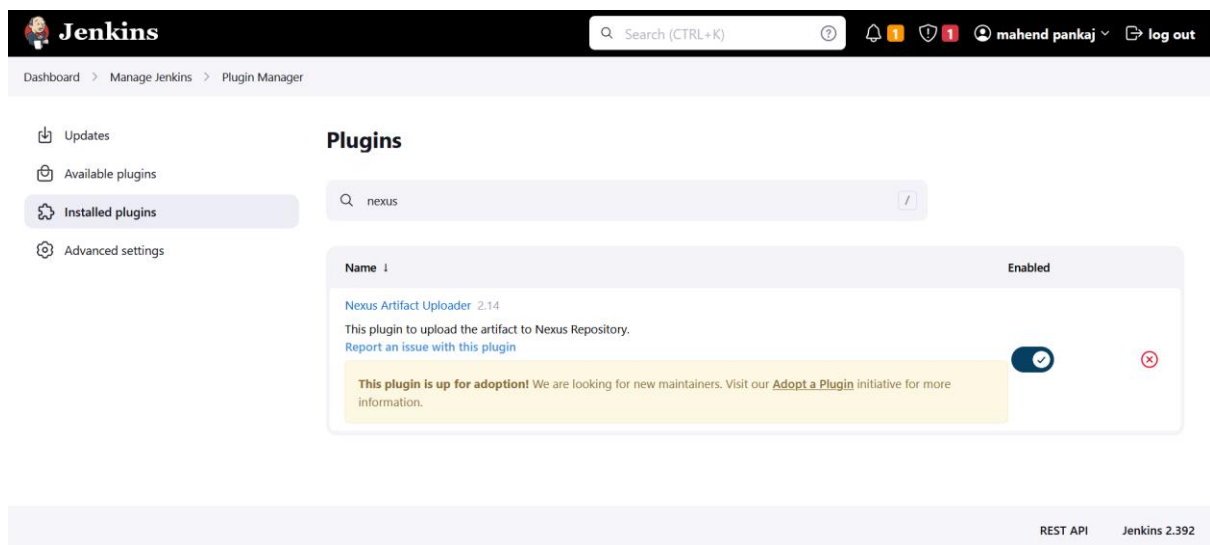 Jenkins
Search (CTRL+K)
1
1
mahend pankaj
log out
Dashboard > Manage Jenkins > Plugin Manager
Updates
Available plugins
Installed plugins
Advanced settings
Plugins
nexus
/
Name ↓
Enabled
Nexus Artifact Uploader 2.14
This plugin to upload the artifact to Nexus Repository.
Report an issue with this plugin
This plugin is up for adoption! We are looking for new maintainers. Visit our Adopt a Plugin initiative for more
information.
REST API
Jenkins 2.392